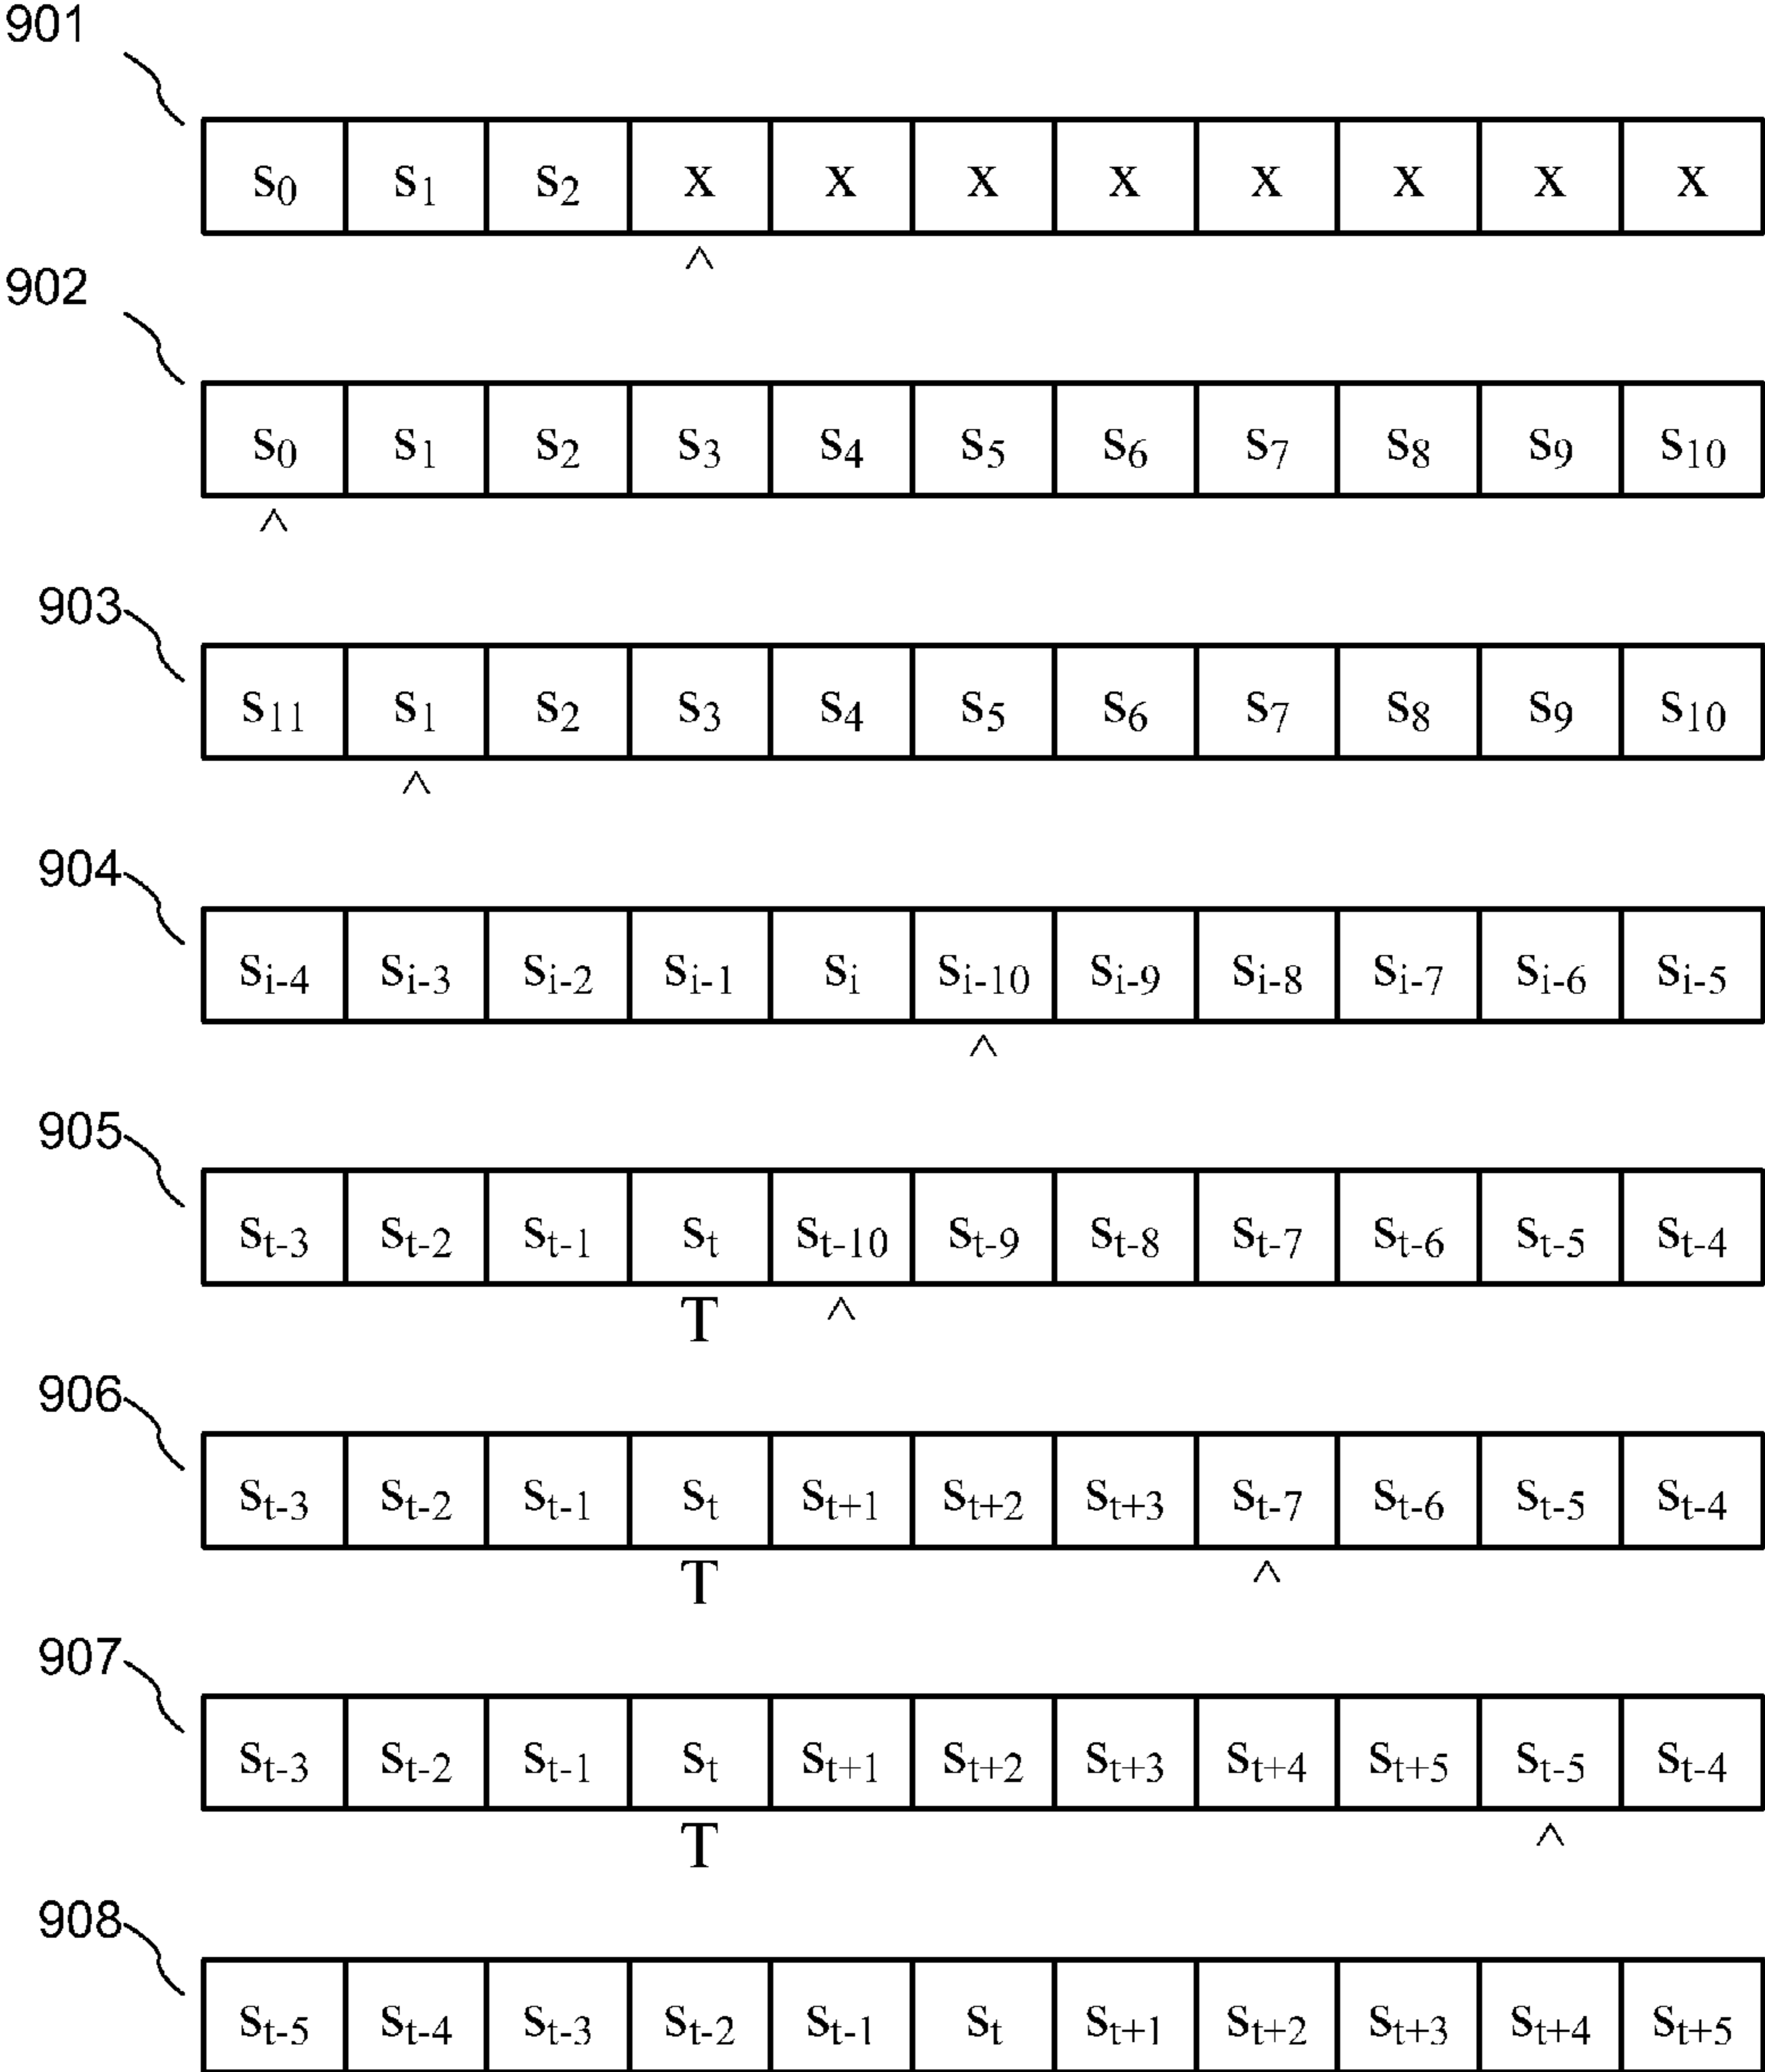 901
s0 s1 s2 x x x x x x x x
^
902
s0 s1 s2 s3 s4 s5 s6 s7 s8 s9 s10
^
903
s11 s1 s2 s3 s4 s5 s6 s7 s8 s9 s10
^
904
si-4 si-3 si-2 si-1 si si-10 si-9 si-8 si-7 si-6 si-5
^
905
st-3 st-2 st-1 st st-10 st-9 st-8 st-7 st-6 st-5 st-4
T ^
906
st-3 st-2 st-1 st st+1 st+2 st+3 st-7 st-6 st-5 st-4
T ^
907
st-3 st-2 st-1 st st+1 st+2 st+3 st+4 st+5 st-5 st-4
T ^
908
st-5 st-4 st-3 st-2 st-1 st st+1 st+2 st+3 st+4 st+5